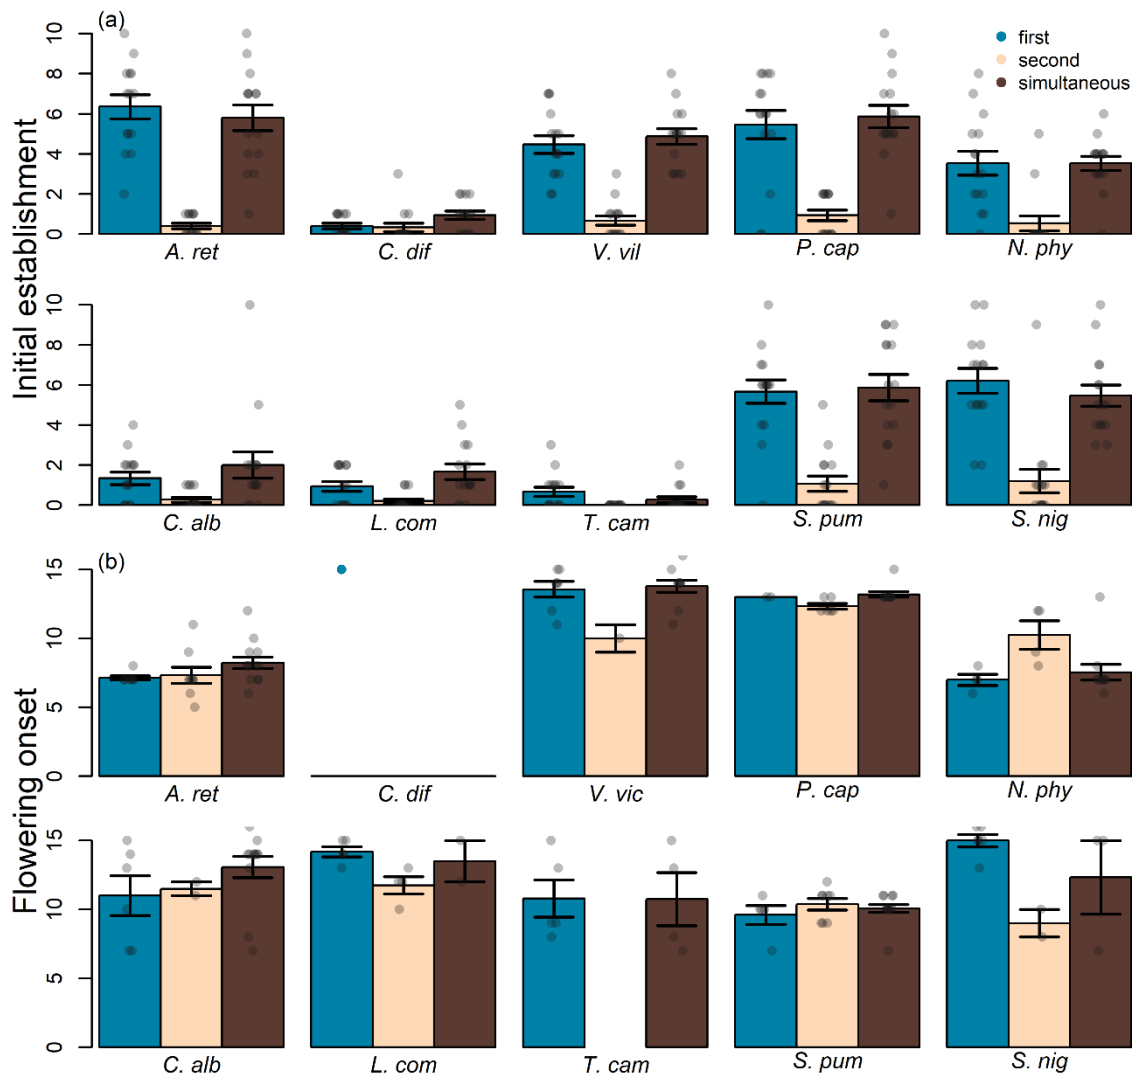 (a)
first
second
simultaneous
Initial establishment
0 2 4 6 8 10
A. ret C. dif V. vil P. cap N. phy
0 2 4 6 8 10
C. alb L. com T. cam S. pum S. nig
(b)
Flowering onset
0 5 10 15
A. ret C. dif V. vic P. cap N. phy
0 5 10 15
C. alb L. com T. cam S. pum S. nig